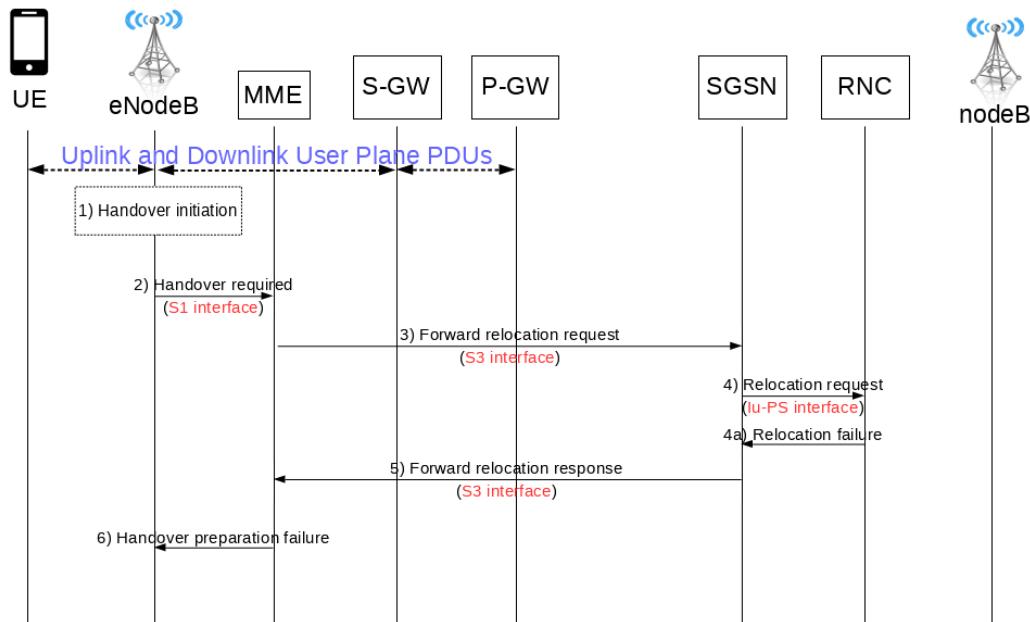 UE
eNodeB
MME
S-GW
P-GW
SGSN
RNC
nodeB
Uplink and Downlink User Plane PDUs
1) Handover initiation
2) Handover required
(S1 interface)
3) Forward relocation request
(S3 interface)
4) Relocation request
(Iu-PS interface)
4a) Relocation failure
5) Forward relocation response
(S3 interface)
6) Handover preparation failure